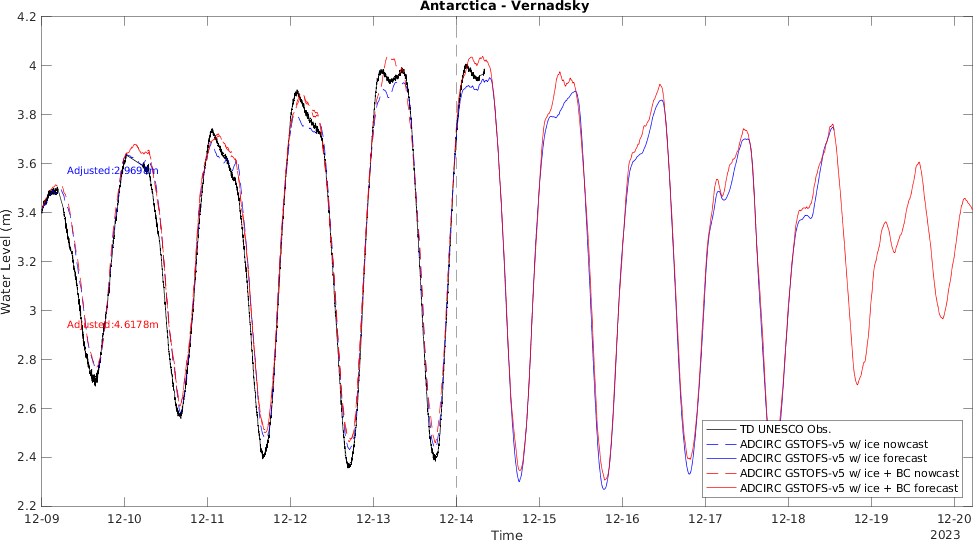 Antarctica - Vernadsky
4.2
4
3.8
3.6
3.4
3.2
3
2.8
2.6
2.4
2.2
Water Level (m)
Adjusted:2.9698m
Adjusted:4.6178m
TD UNESCO Obs.
ADCIRC GSTOFS-v5 w/ ice nowcast
ADCIRC GSTOFS-v5 w/ ice forecast
ADCIRC GSTOFS-v5 w/ ice + BC nowcast
ADCIRC GSTOFS-v5 w/ ice + BC forecast
12-09 12-10 12-11 12-12 12-13 12-14 12-15 12-16 12-17 12-18 12-19 12-20
Time
2023